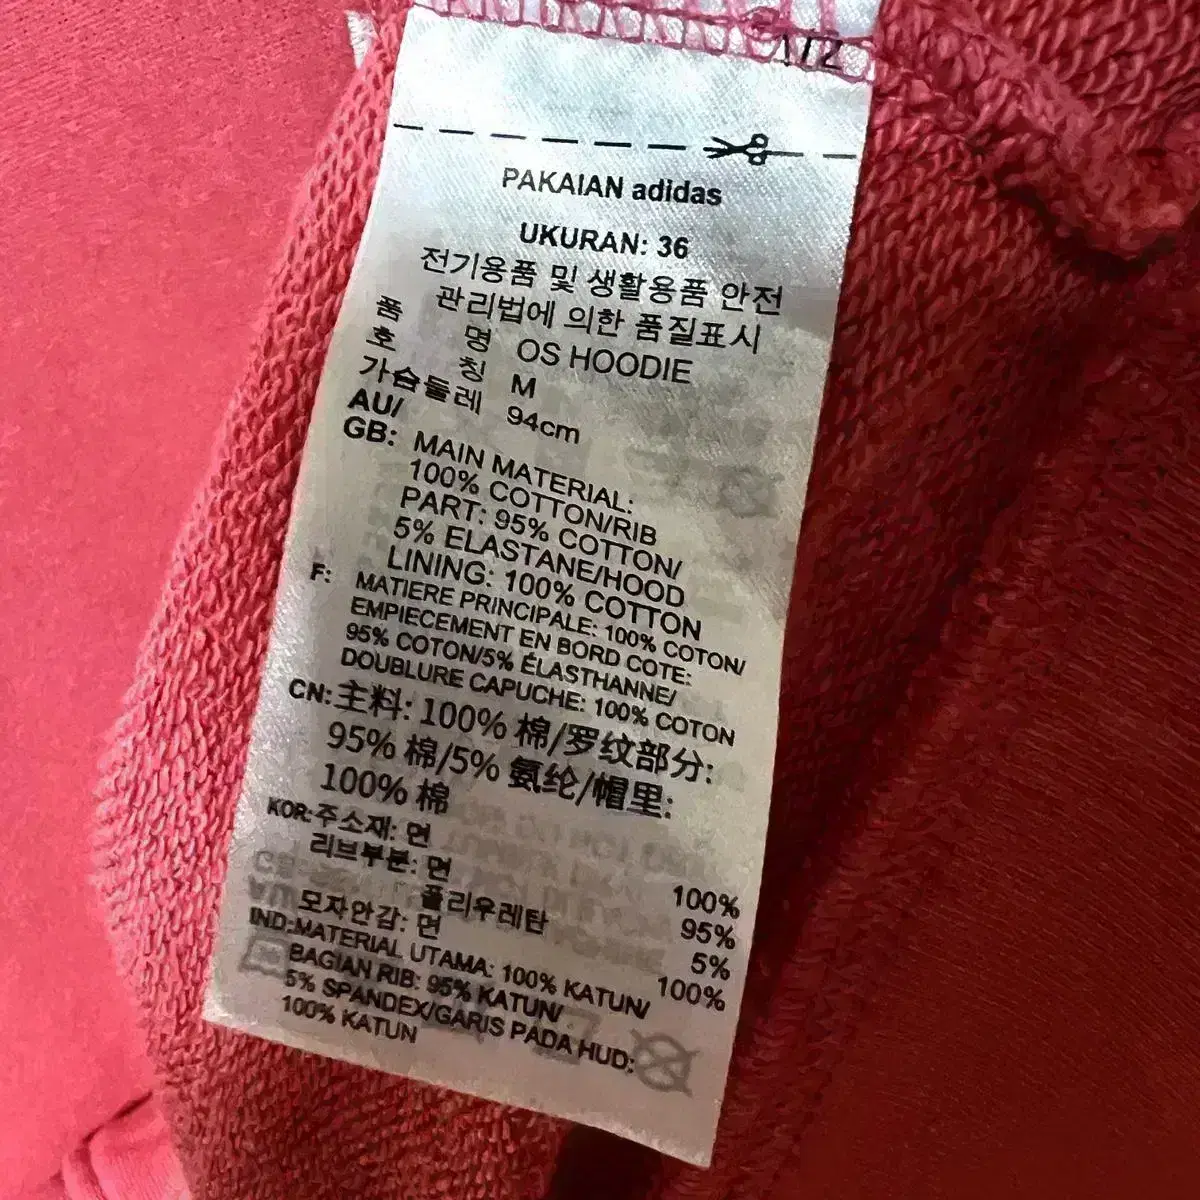 1/2
PAKAIAN adidas
UKURAN: 36
전기용품 및 생활용품 안전
관리법에 의한 품질표시
품 명 OS HOODIE
호 칭 M
가슴둘레 94cm
AU/
GB: MAIN MATERIAL:
100% COTTON/RIB
PART: 95% COTTON/
5% ELASTANE/HOOD
LINING: 100% COTTON
F: MATIERE PRINCIPALE: 100% COTON/
EMPIECEMENT EN BORD COTE:
95% COTON/5% ÉLASTHANNE/
DOUBLURE CAPUCHE: 100% COTON
CN: 主料: 100% 棉/罗纹部分:
95% 棉/5% 氨纶/帽里:
100% 棉
KOR: 주소재: 면 100%
리브부분: 면 95%
폴리우레탄 5%
모자안감: 면 100%
IND: MATERIAL UTAMA: 100% KATUN/
BAGIAN RIB: 95% KATUN/
5% SPANDEX/GARIS PADA HUD:
100% KATUN